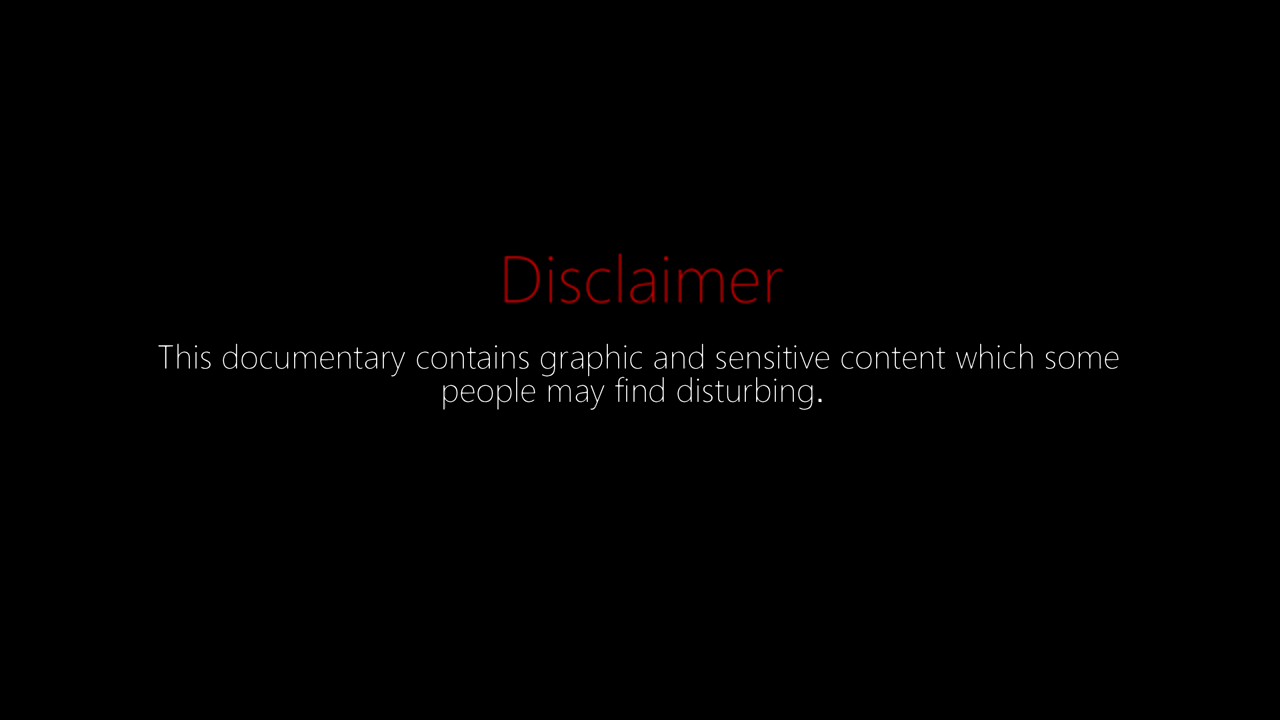 Disclaimer
This documentary contains graphic and sensitive content which some
people may find disturbing.